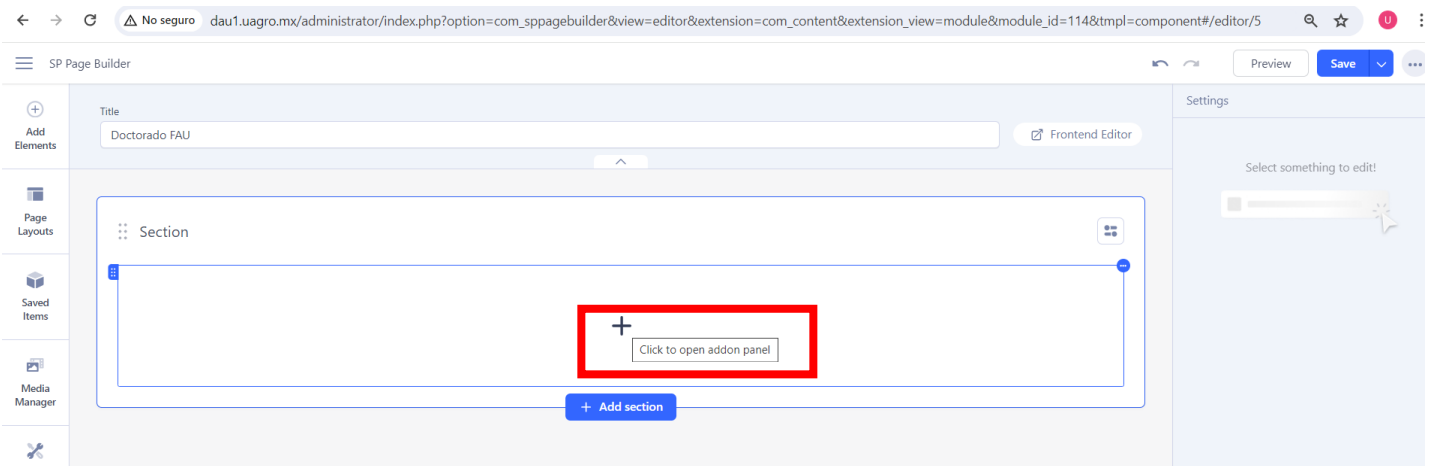 No seguro dau1.uagro.mx/administrator/index.php?option=com_sppagebuilder&view=editor&extension=com_content&extension_view=module&module_id=114&tmpl=component#/editor/5 U
SP Page Builder Preview Save
Add
Elements
Page
Layouts
Saved
Items
Media
Manager
Title
Doctorado FAU
Frontend Editor
Section
Click to open addon panel
+ Add section
Settings
Select something to edit!